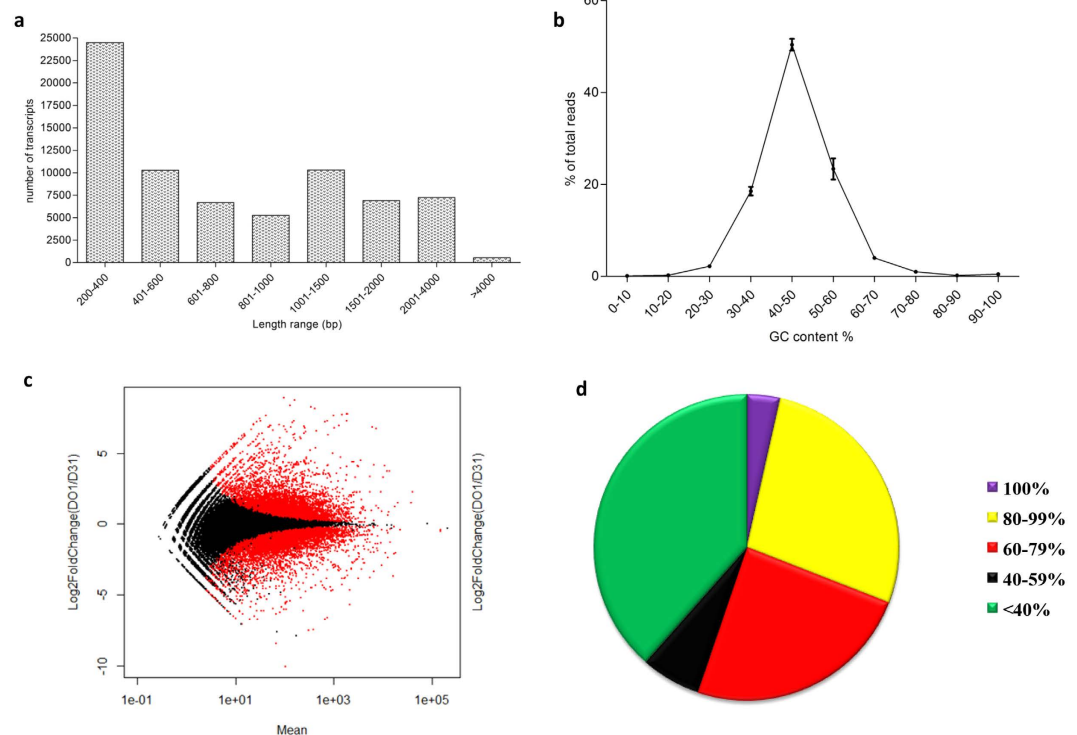 a
number of transcripts
25000
22500
20000
17500
15000
12500
10000
7500
5000
2500
0
200-400
401-600
601-800
801-1000
1001-1500
1501-2000
2001-4000
>4000
Length range (bp)
b
% of total reads
60
40
20
0
0-10
10-20
20-30
30-40
40-50
50-60
60-70
70-80
80-90
90-100
GC content %
c
Log2FoldChange(DO1/D31)
5
0
-5
-10
1e-01
1e+01
1e+03
1e+05
Mean
Log2FoldChange(DO1/D31)
d
100%
80-99%
60-79%
40-59%
<40%